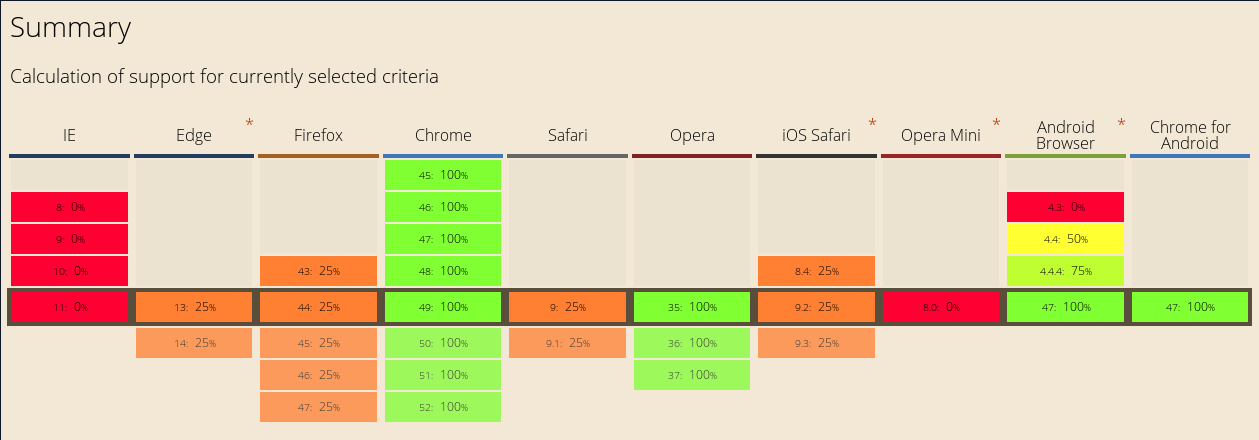 Summary
Calculation of support for currently selected criteria
IE Edge * Firefox Chrome Safari Opera iOS Safari * Opera Mini * Android Browser * Chrome for Android
45: 100%
8: 0% 46: 100% 4.3: 0%
9: 0% 47: 100% 4.4: 50%
10: 0% 43: 25% 48: 100% 8.4: 25% 4.4.4: 75%
11: 0% 13: 25% 44: 25% 49: 100% 9: 25% 35: 100% 9.2: 25% 8.0: 0% 47: 100% 47: 100%
14: 25% 45: 25% 50: 100% 9.1: 25% 36: 100% 9.3: 25%
46: 25% 51: 100% 37: 100%
47: 25% 52: 100%